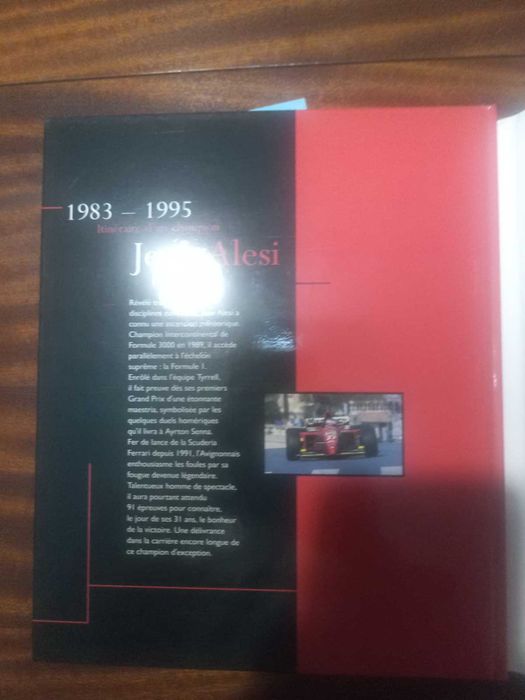 1983 – 1995
Itinéraire d'un champion
Alesi
Révélé
disciplines Alesi a
connu une ascension météorique.
Champion Intercontinental de
Formule 3000 en 1989, il accède
parallèlement à l'échelon
suprême : la Formule 1.
Enrôlé dans l'équipe Tyrrell,
il fait preuve dès ses premiers
Grand Prix d'une étonnante
maestria, symbolisée par les
quelques duels homériques
qu'il livra à Ayrton Senna.
Fer de lance de la Scuderia
Ferrari depuis 1991, l'Avignonnais
enthousiasme les foules par sa
fougue devenue légendaire.
Talentueux homme de spectacle,
il aura pourtant attendu
91 épreuves pour connaître,
le jour de ses 31 ans, le bonheur
de la victoire. Une délivrance
dans la carrière encore longue de
ce champion d'exception.